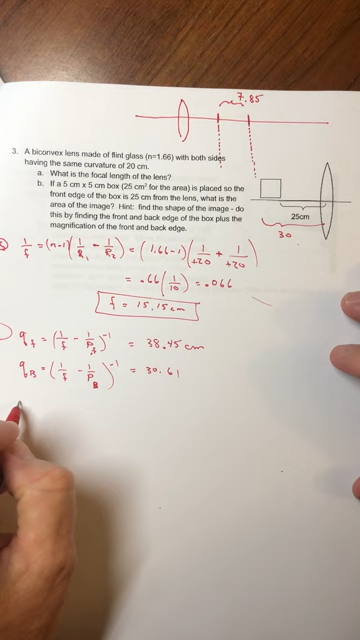 7.85
3. A biconvex lens made of flint glass (n=1.66) with both sides
having the same curvature of 20 cm.
a. What is the focal length of the lens?
b. If a 5 cm x 5 cm box (25 cm² for the area) is placed so the
front edge of the box is 25 cm from the lens, what is the
area of the image? Hint: find the shape of the image - do
this by finding the front and back edge of the box plus the
magnification of the front and back edge.
25cm
30
1/f = (n-1)(1/R₁ + 1/R₂) = (1.66-1)(1/+20 + 1/+20)
= .66(1/10) = .066
f = 15.15cm
q_f = (1/f - 1/P_f)⁻¹ = 38.45 cm
q_B = (1/f - 1/P_B)⁻¹ = 30.61